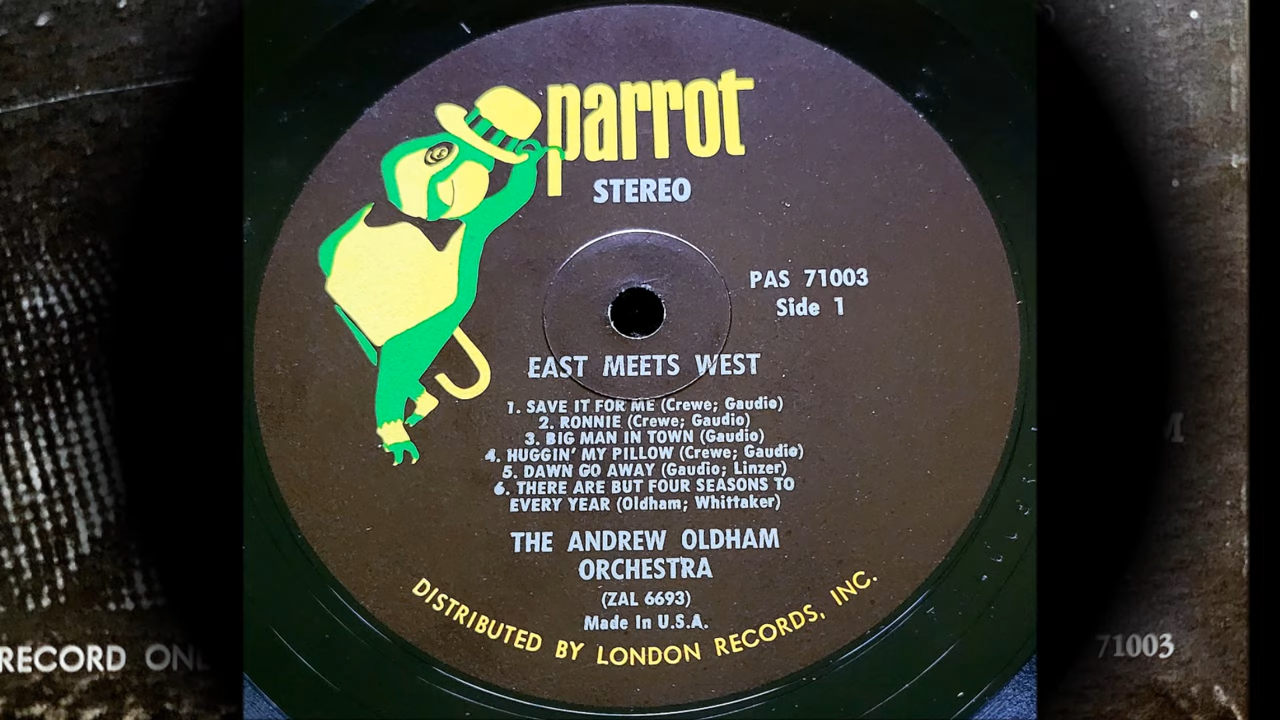 parrot
STEREO
PAS 71003
Side 1
EAST MEETS WEST
1. SAVE IT FOR ME (Crewe; Gaudio)
2. RONNIE (Crewe; Gaudio)
3. BIG MAN IN TOWN (Gaudio)
4. HUGGIN' MY PILLOW (Crewe; Gaudio)
5. DAWN GO AWAY (Gaudio; Linzer)
6. THERE ARE BUT FOUR SEASONS TO
EVERY YEAR (Oldham; Whittaker)
THE ANDREW OLDHAM
ORCHESTRA
(ZAL 6693)
Made In U.S.A.
DISTRIBUTED BY LONDON RECORDS, INC.
RECORD
71003